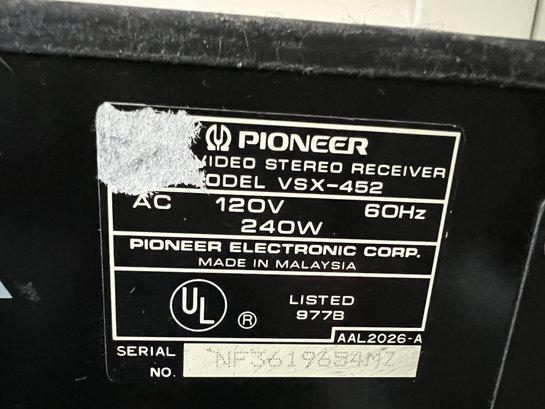 PIONEER
VIDEO STEREO RECEIVER
MODEL VSX-452
AC 120V 60Hz
240W
PIONEER ELECTRONIC CORP.
MADE IN MALAYSIA
UL ® LISTED
977B
AAL2026-A
SERIAL NO. NF3619654MZ